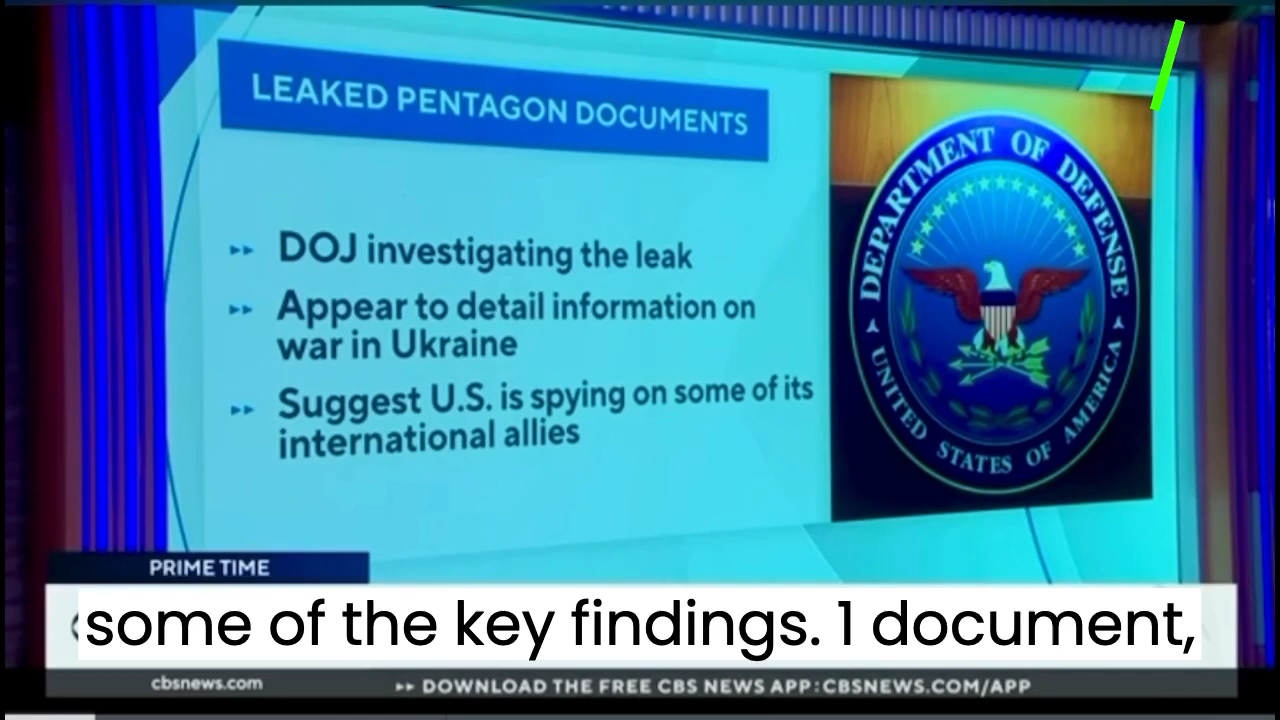 LEAKED PENTAGON DOCUMENTS
DOJ investigating the leak
Appear to detail information on
war in Ukraine
Suggest U.S. is spying on some of its
international allies
DEPARTMENT OF DEFENSE
UNITED STATES OF AMERICA
PRIME TIME
some of the key findings. 1 document,
cbsnews.com
DOWNLOAD THE FREE CBS NEWS APP:CBSNEWS.COM/APP